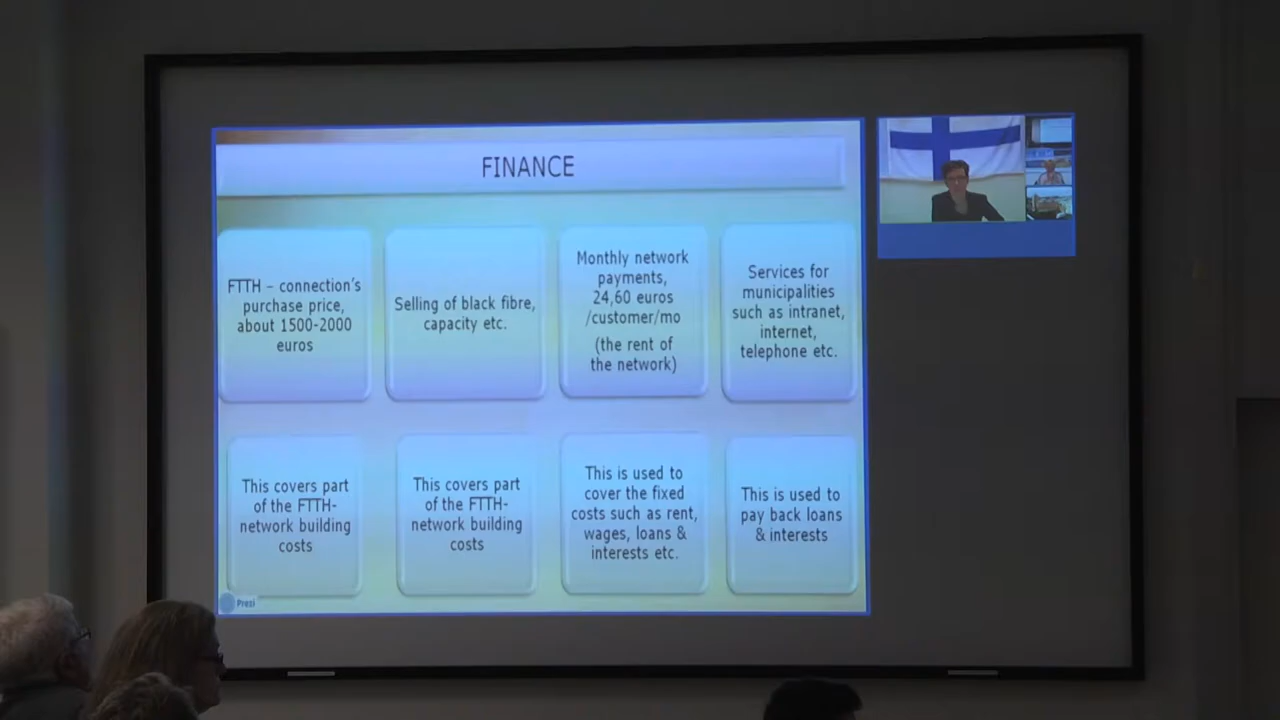 FINANCE
FTTH – connection's
purchase price,
about 1500-2000
euros
Selling of black fibre,
capacity etc.
Monthly network
payments,
24,60 euros
/customer/mo
(the rent of
the network)
Services for
municipalities
such as intranet,
internet,
telephone etc.
This covers part
of the FTTH-
network building
costs
This covers part
of the FTTH-
network building
costs
This is used to
cover the fixed
costs such as rent,
wages, loans &
interests etc.
This is used to
pay back loans
& interests
Prezi